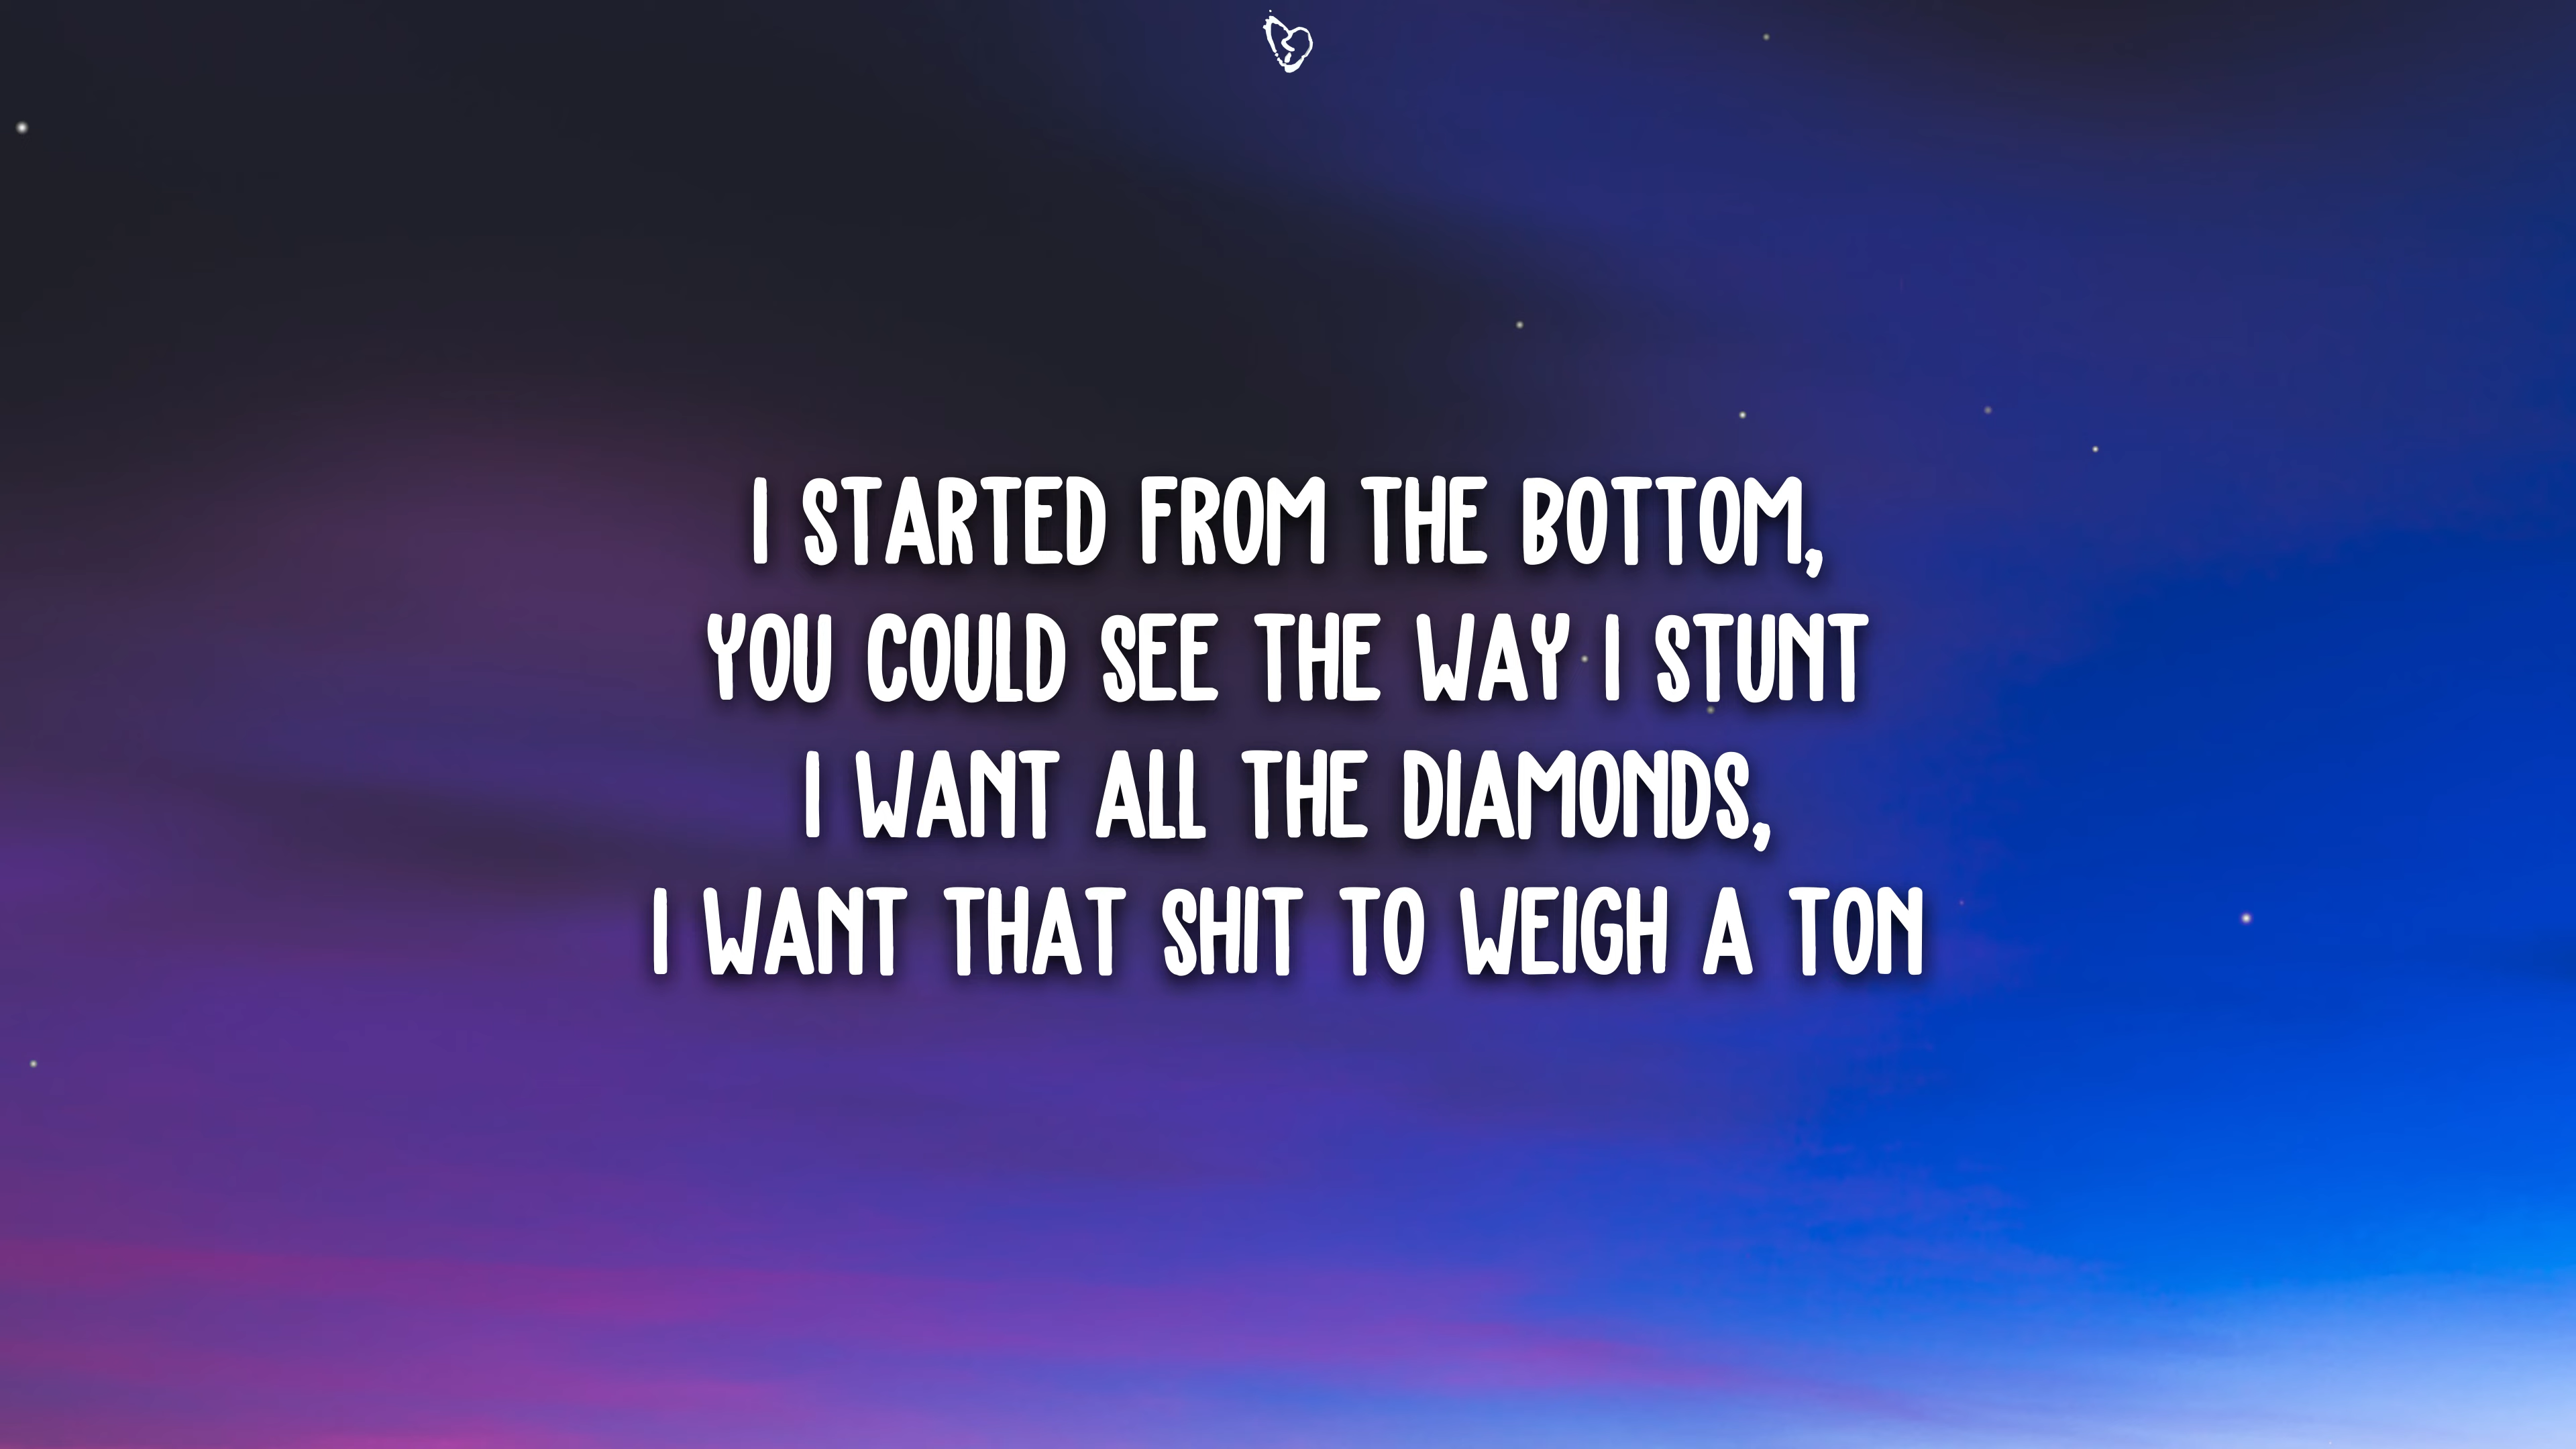 I STARTED FROM THE BOTTOM,
YOU COULD SEE THE WAY I STUNT
I WANT ALL THE DIAMONDS,
I WANT THAT SHIT TO WEIGH A TON